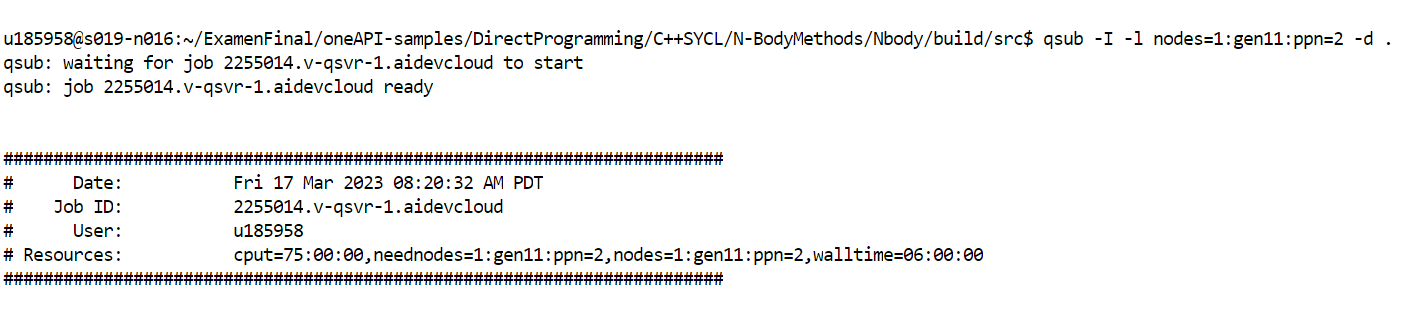 u185958@s019-n016:~/ExamenFinal/oneAPI-samples/DirectProgramming/C++SYCL/N-BodyMethods/Nbody/build/src$ qsub -I -l nodes=1:gen11:ppn=2 -d .
qsub: waiting for job 2255014.v-qsvr-1.aidevcloud to start
qsub: job 2255014.v-qsvr-1.aidevcloud ready
########################################################################
#      Date:           Fri 17 Mar 2023 08:20:32 AM PDT
#    Job ID:           2255014.v-qsvr-1.aidevcloud
#      User:           u185958
# Resources:           cput=75:00:00,neednodes=1:gen11:ppn=2,nodes=1:gen11:ppn=2,walltime=06:00:00
########################################################################